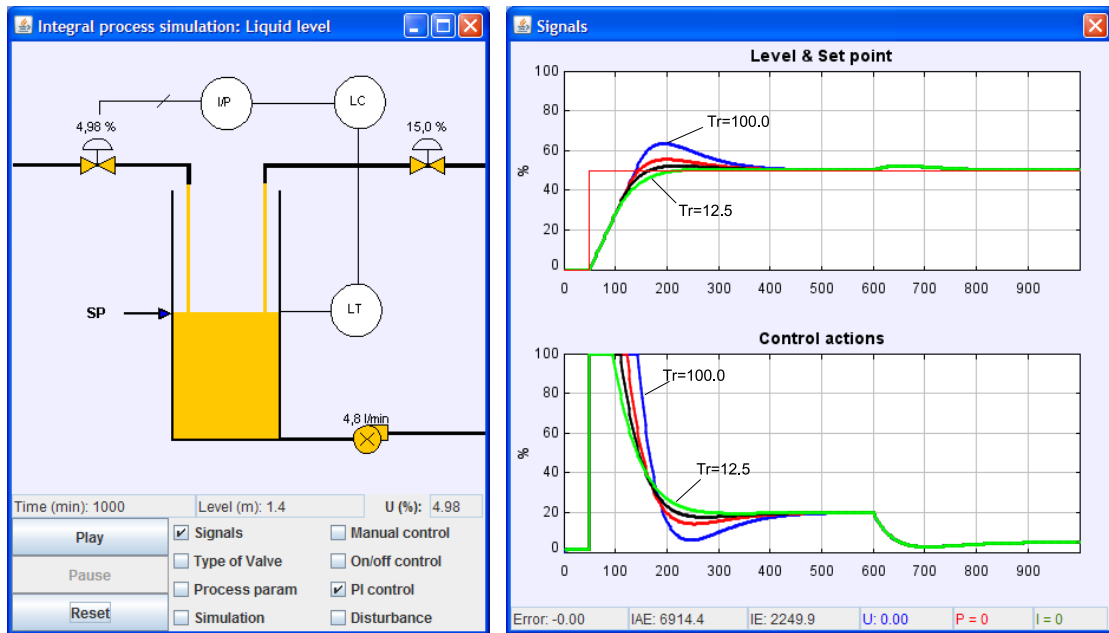 Integral process simulation: Liquid level
I/P
LC
4,98 %
15,0 %
SP
LT
4,8 l/min
Time (min): 1000 Level (m): 1.4 U (%): 4.98
Play
Pause
Reset
Signals Manual control
Type of Valve On/off control
Process param PI control
Simulation Disturbance
Signals
Level & Set point
100
80
60
40
20
0
%
Tr=100.0
Tr=12.5
0 100 200 300 400 500 600 700 800 900
Control actions
100
80
60
40
20
0
%
Tr=100.0
Tr=12.5
0 100 200 300 400 500 600 700 800 900
Error: -0.00 IAE: 6914.4 IE: 2249.9 U: 0.00 P = 0 I = 0